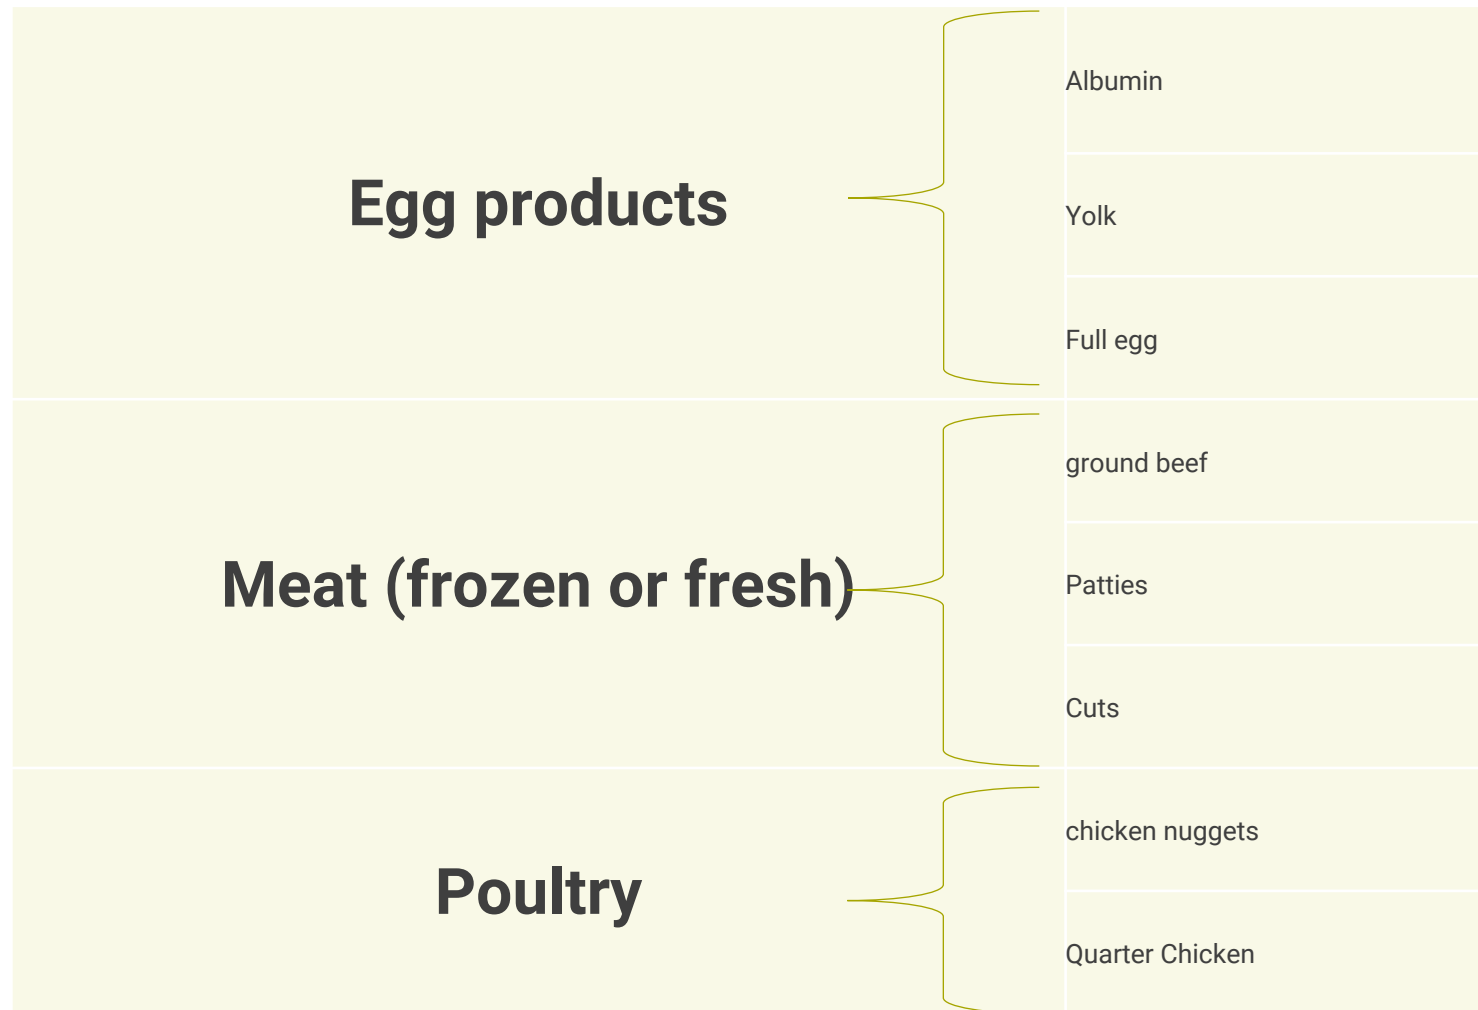 Egg products
Albumin
Yolk
Full egg
Meat (frozen or fresh)
ground beef
Patties
Cuts
Poultry
chicken nuggets
Quarter Chicken